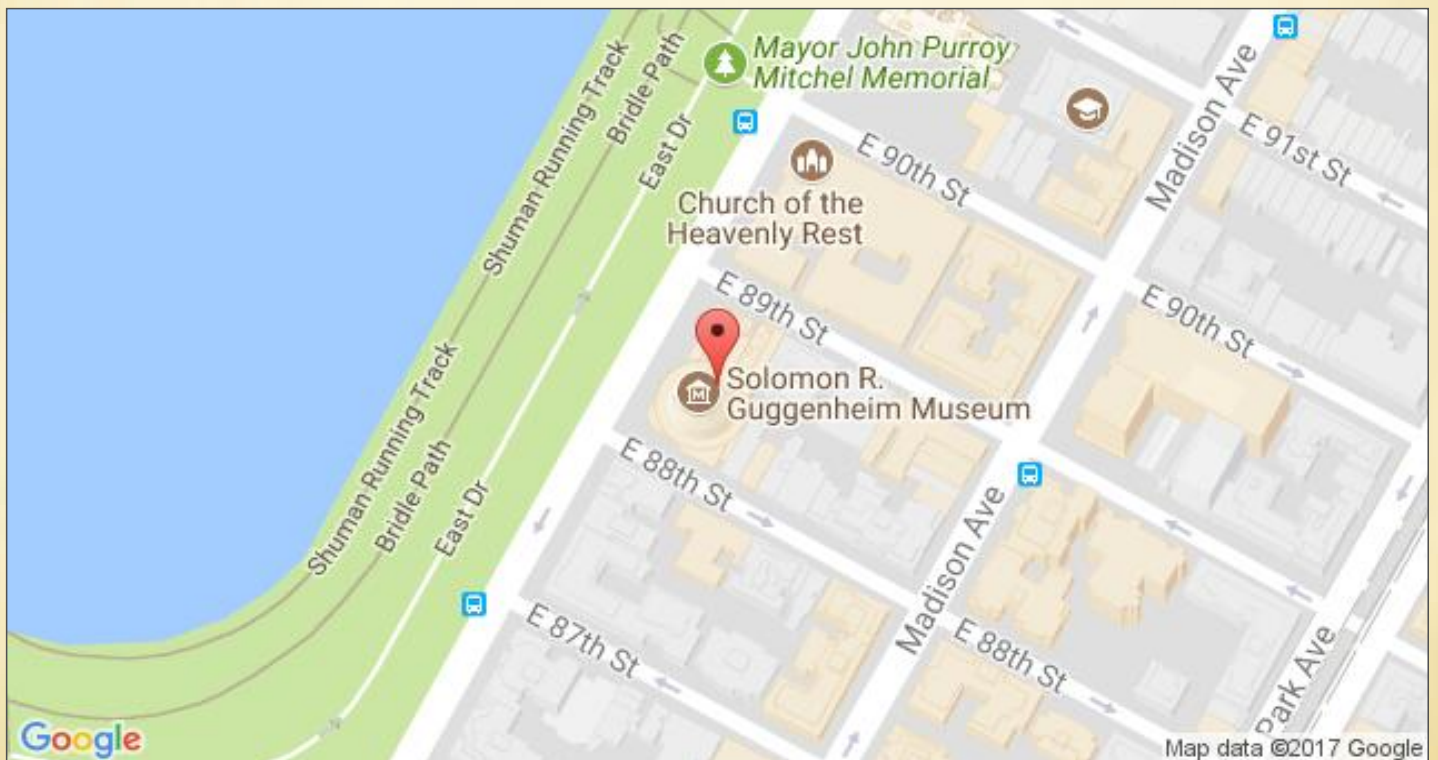 Mayor John Purroy
Mitchel Memorial
Shuman Running Track
Bridle Path
East Dr
Madison Ave
E 91st St
E 90th St
Church of the
Heavenly Rest
E 89th St
E 90th St
Solomon R.
Guggenheim Museum
Shuman Running Track
Bridle Path
East Dr
E 88th St
Madison Ave
E 87th St
E 88th St
Park Ave
Google
Map data ©2017 Google